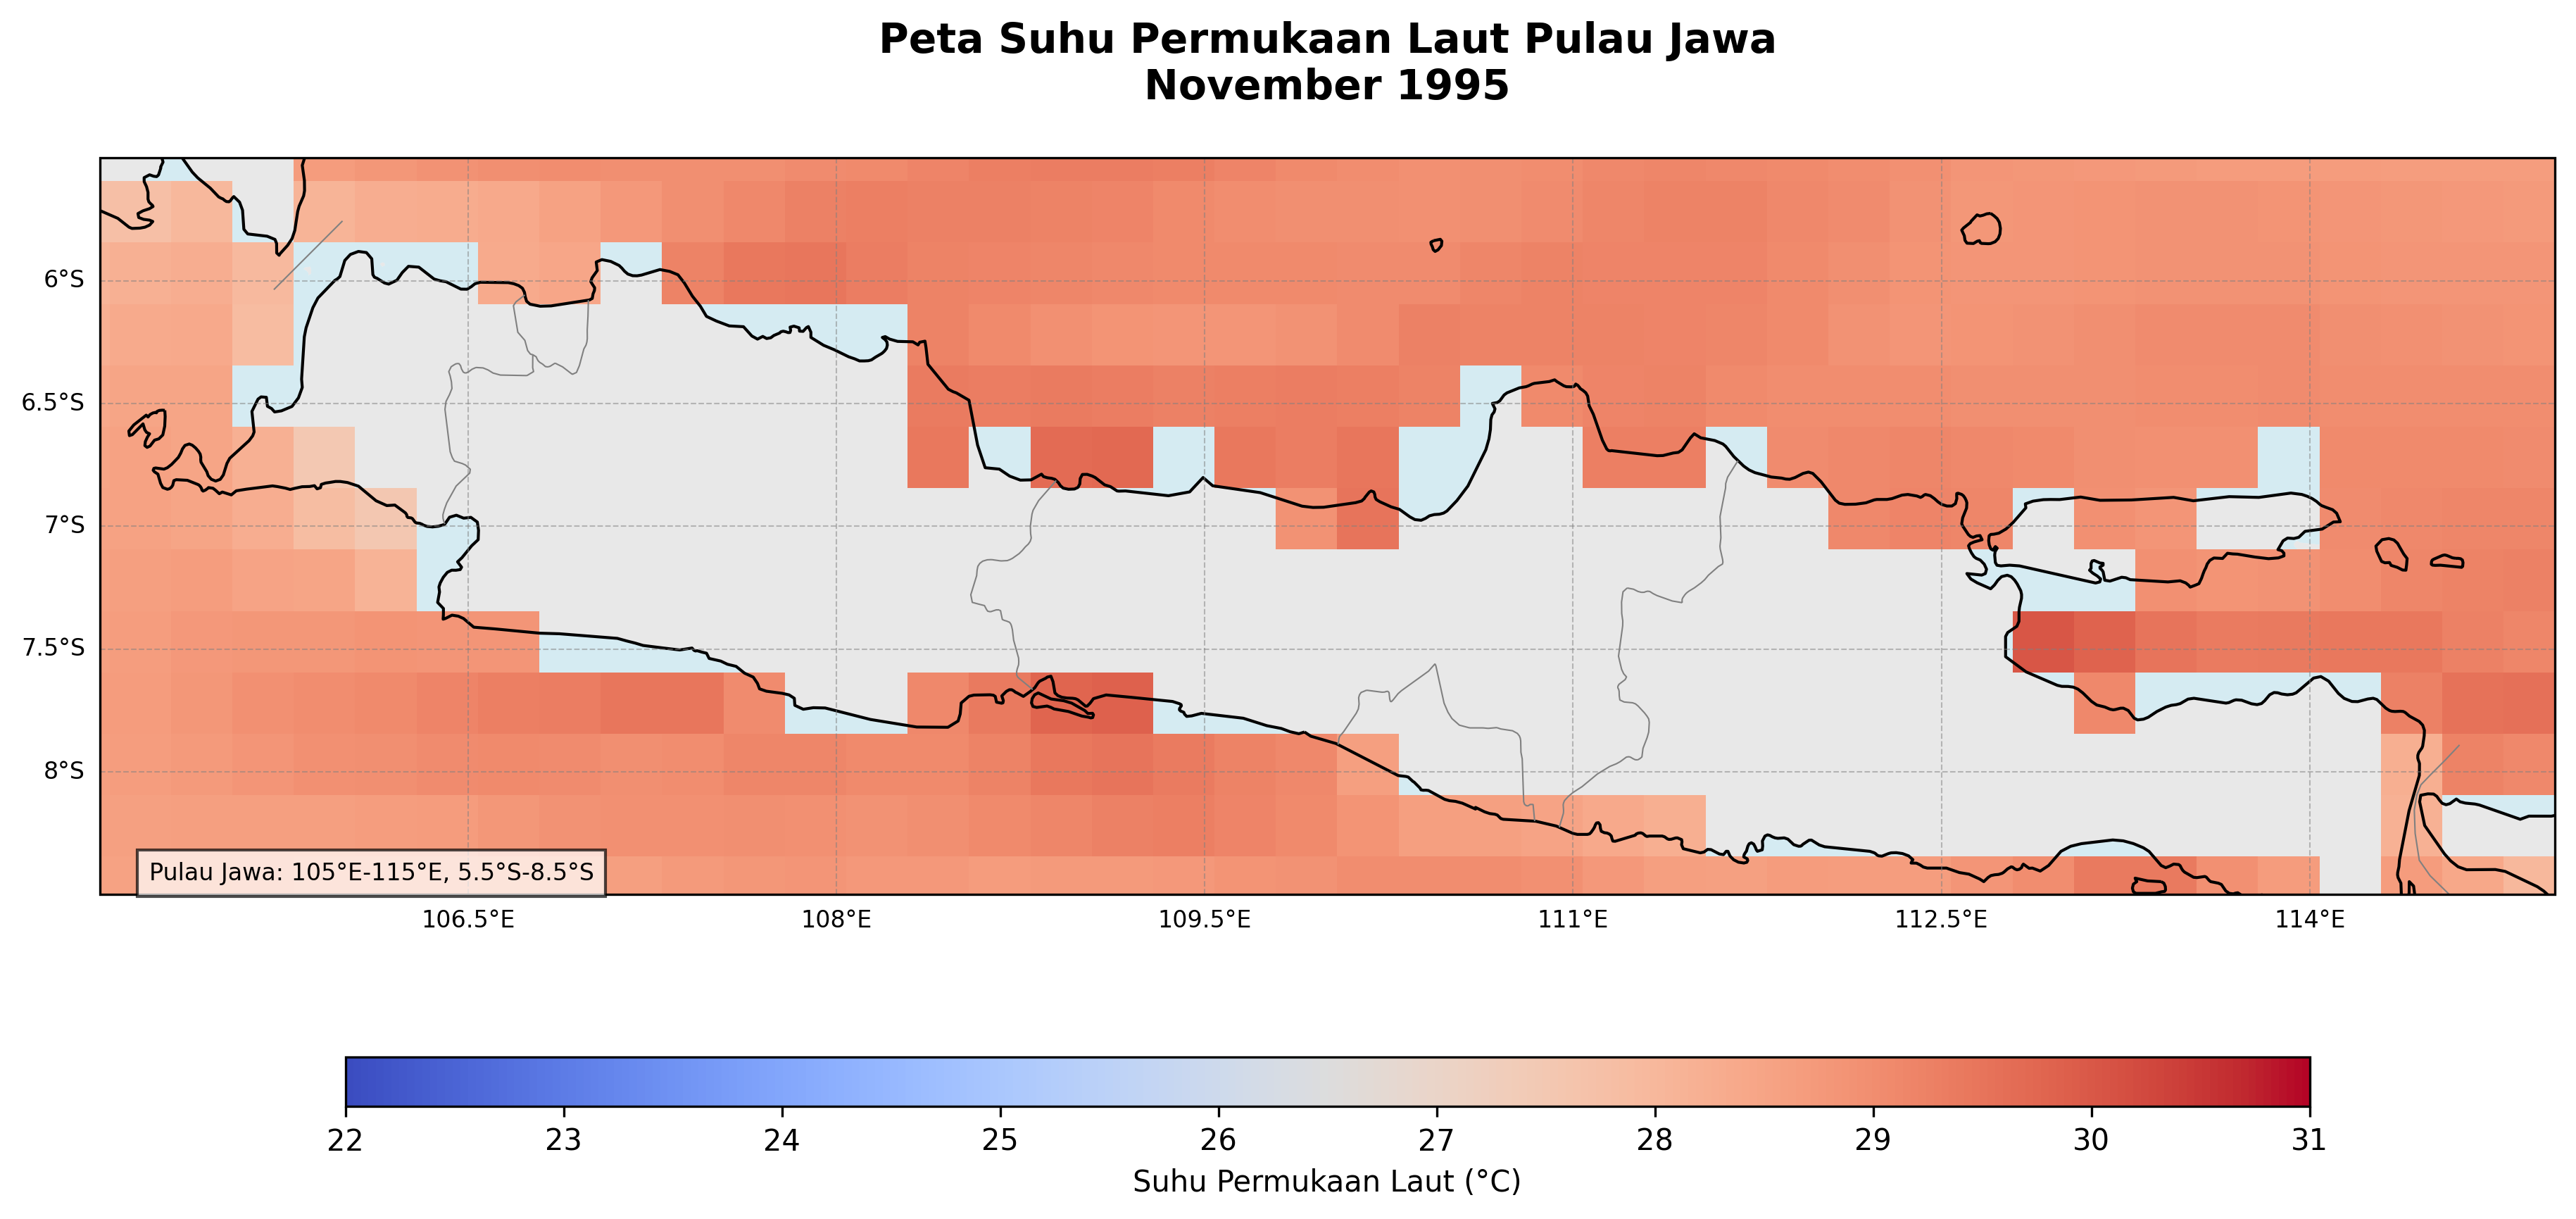 Peta Suhu Permukaan Laut Pulau Jawa
November 1995
6°S
6.5°S
7°S
7.5°S
8°S
Pulau Jawa: 105°E-115°E, 5.5°S-8.5°S
106.5°E 108°E 109.5°E 111°E 112.5°E 114°E
22 23 24 25 26 27 28 29 30 31
Suhu Permukaan Laut (°C)